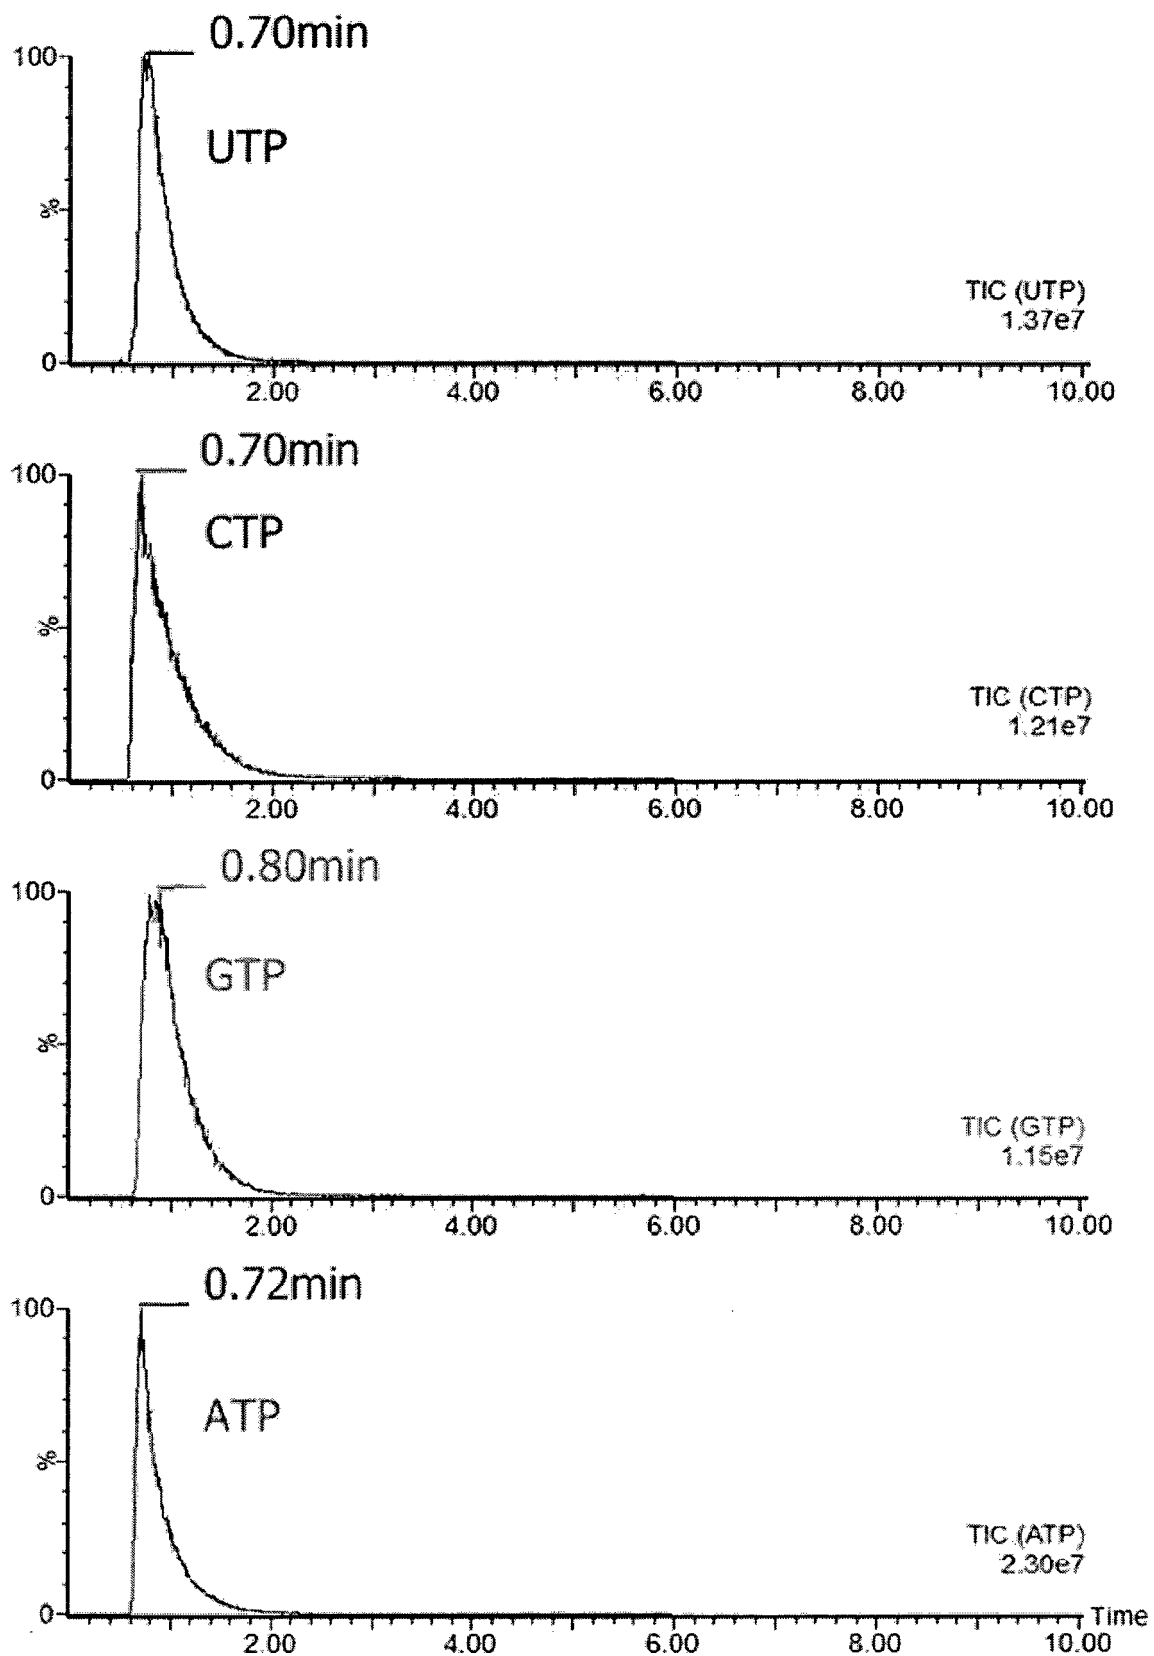 0.70min
100
UTP
%
TIC (UTP)
1.37e7
0
2.00 4.00 6.00 8.00 10.00
0.70min
100
CTP
%
TIC (CTP)
1.21e7
0
2.00 4.00 6.00 8.00 10.00
0.80min
100
GTP
%
TIC (GTP)
1.15e7
0
2.00 4.00 6.00 8.00 10.00
0.72min
100
ATP
%
TIC (ATP)
2.30e7
0 Time
2.00 4.00 6.00 8.00 10.00